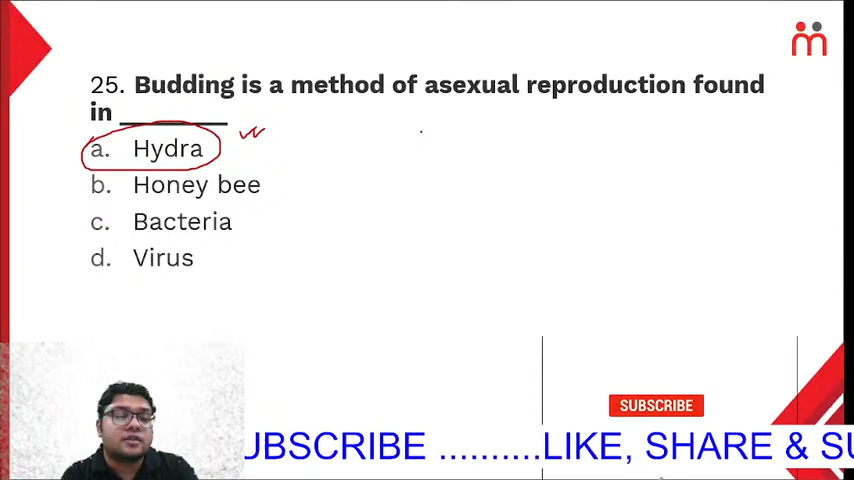 25. Budding is a method of asexual reproduction found
in ________
a. Hydra
b. Honey bee
c. Bacteria
d. Virus
SUBSCRIBE
UBSCRIBE ..........LIKE, SHARE & SU